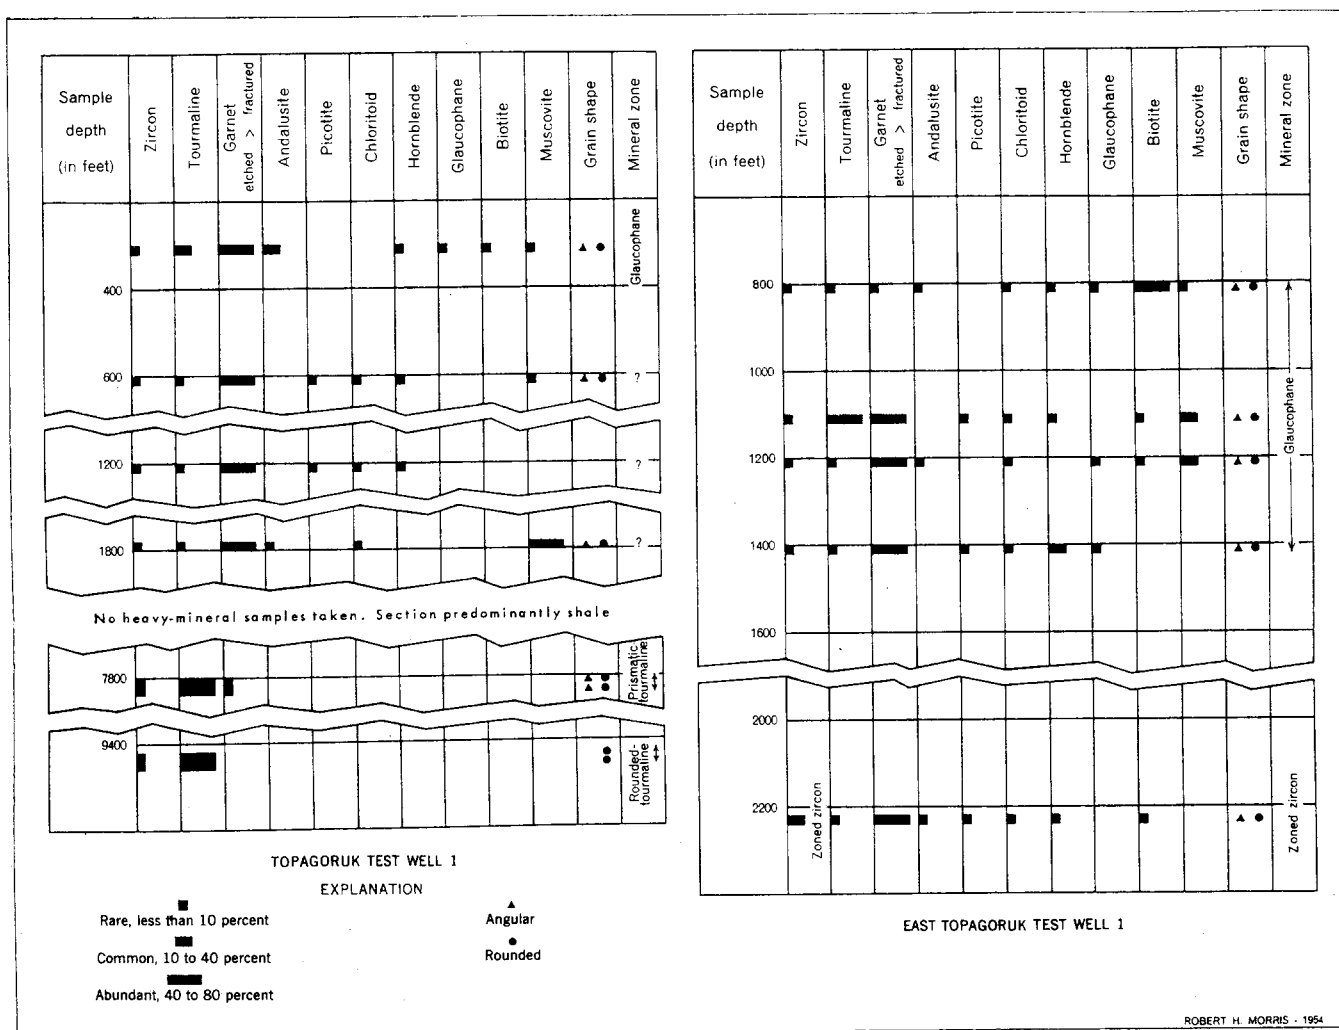 Sample
depth
(in feet)
Zircon
Tourmaline
Garnet
etched > fractured
Andalusite
Picotite
Chloritoid
Hornblende
Glaucophane
Biotite
Muscovite
Grain shape
Mineral zone
Glaucophane
400
600
?
1200
?
1800
?
No heavy-mineral samples taken. Section predominantly shale
7800
Prismatic
tourmaline
9400
Rounded-
tourmaline
TOPAGORUK TEST WELL 1
EXPLANATION
Rare, less than 10 percent
Common, 10 to 40 percent
Abundant, 40 to 80 percent
Angular
Rounded
Sample
depth
(in feet)
Zircon
Tourmaline
Garnet
etched > fractured
Andalusite
Picotite
Chloritoid
Hornblende
Glaucophane
Biotite
Muscovite
Grain shape
Mineral zone
800
1000
1200
1400
1600
Glaucophane
2000
2200
Zoned zircon
Zoned zircon
EAST TOPAGORUK TEST WELL 1
ROBERT H. MORRIS - 1954